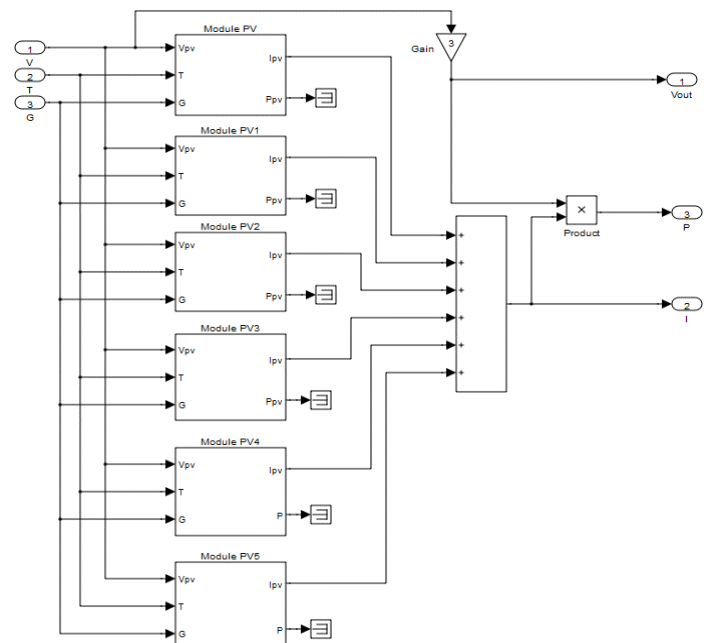 Module PV
1
V
2
T
3
G
Vpv
T
G
Ipv
Ppv
Gain
3
1
Vout
Module PV1
Vpv
T
G
Ipv
Ppv
Module PV2
Vpv
T
G
Ipv
Ppv
Module PV3
Vpv
T
G
Ipv
Ppv
Module PV4
Vpv
T
G
Ipv
P
Module PV5
Vpv
T
G
Ipv
P
+
+
+
+
+
+
×
Product
3
P
2
I